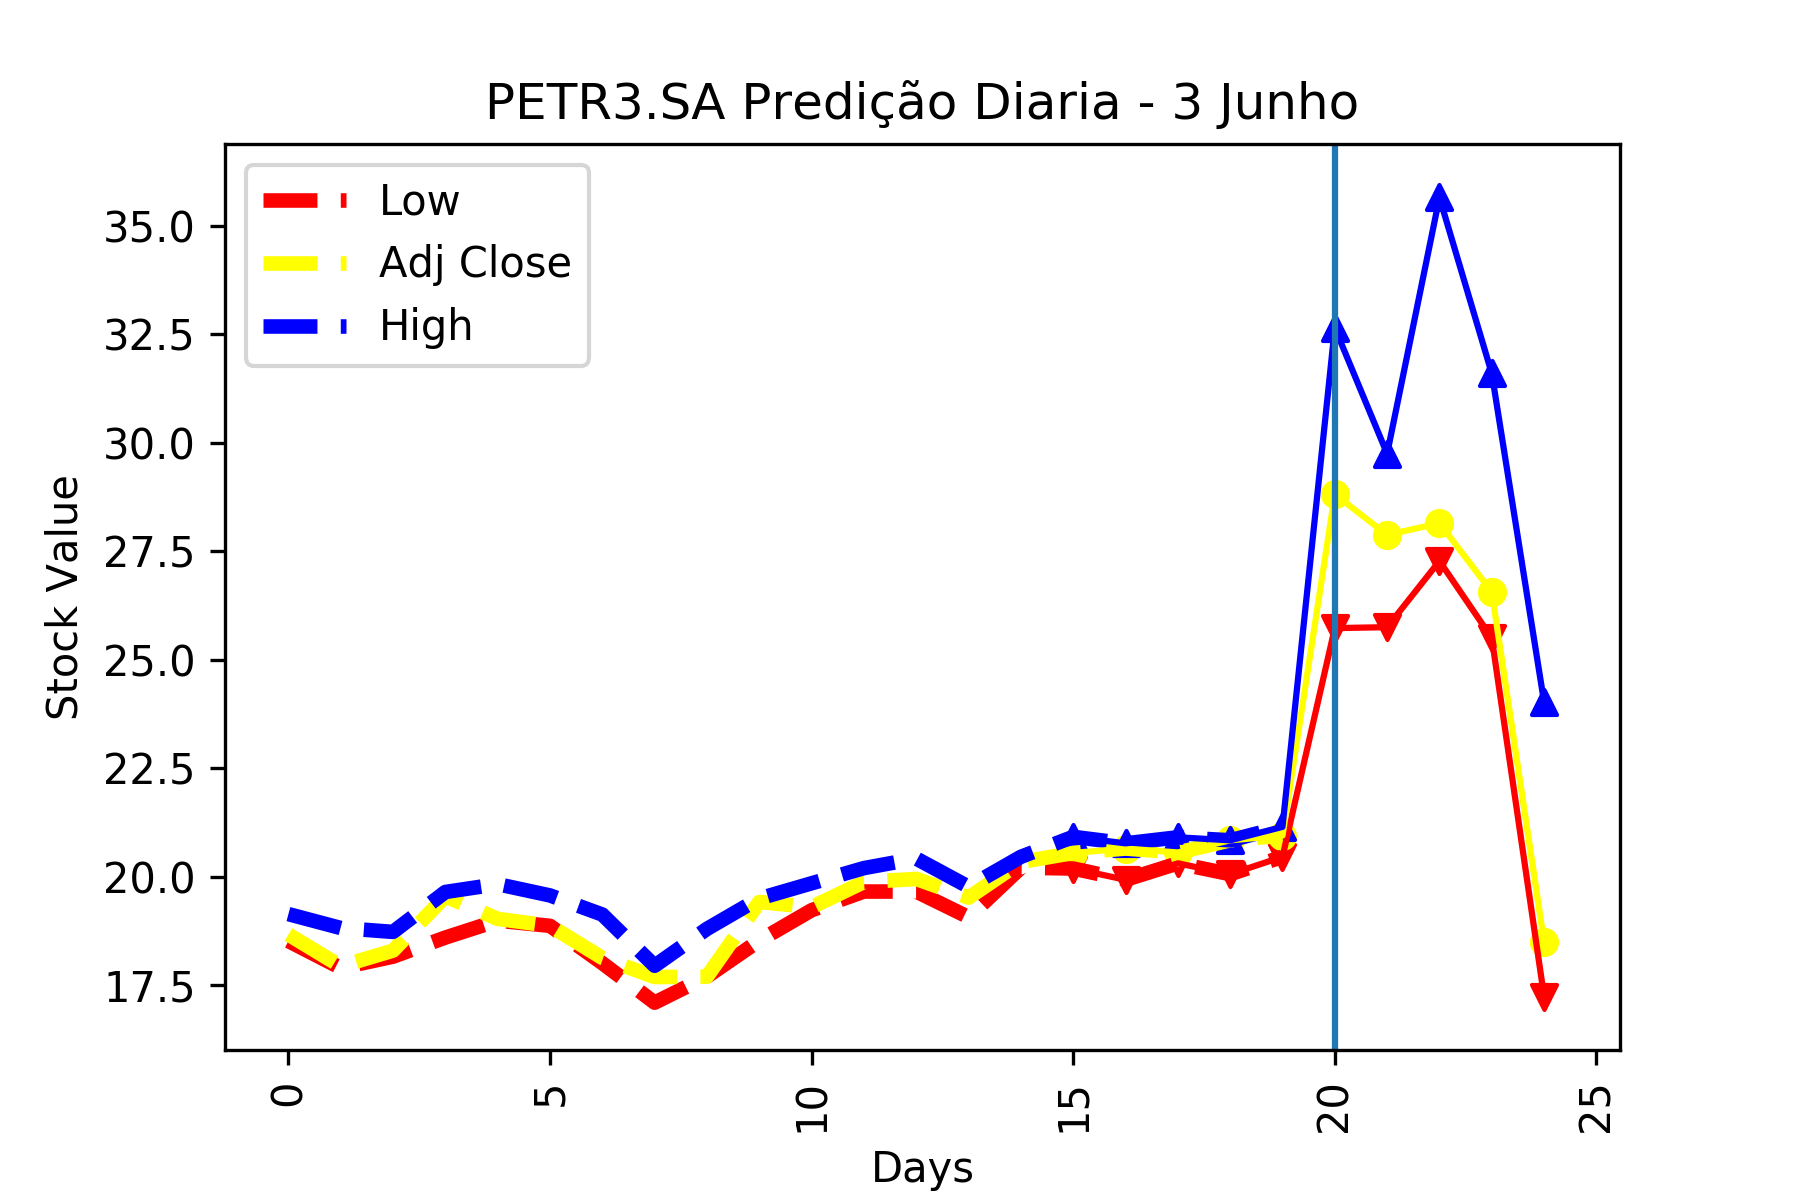 PETR3.SA Predição Diaria - 3 Junho
Low
Adj Close
High
35.0
32.5
30.0
27.5
25.0
22.5
20.0
17.5
Stock Value
0
5
10
15
20
25
Days